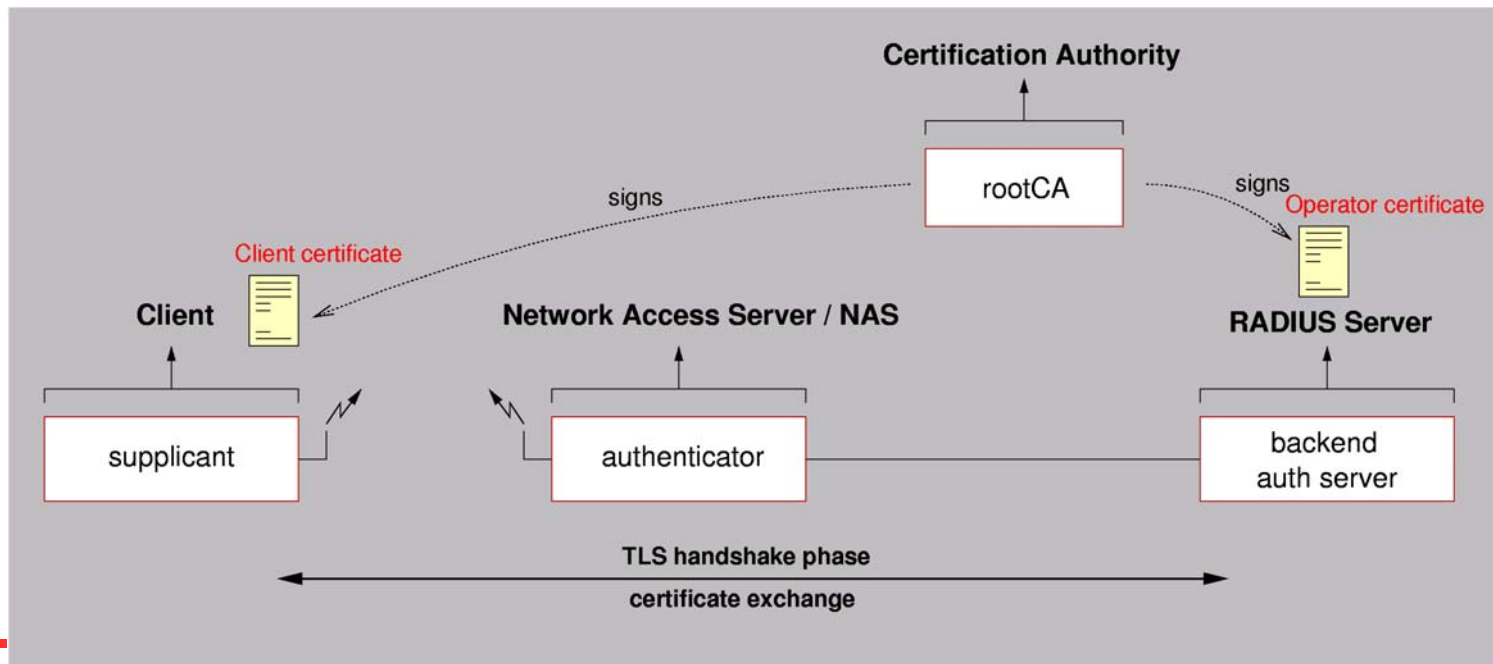 Certification Authority
rootCA
signs
signs
Operator certificate
Client certificate
Client
Network Access Server / NAS
RADIUS Server
supplicant
authenticator
backend
auth server
TLS handshake phase
certificate exchange